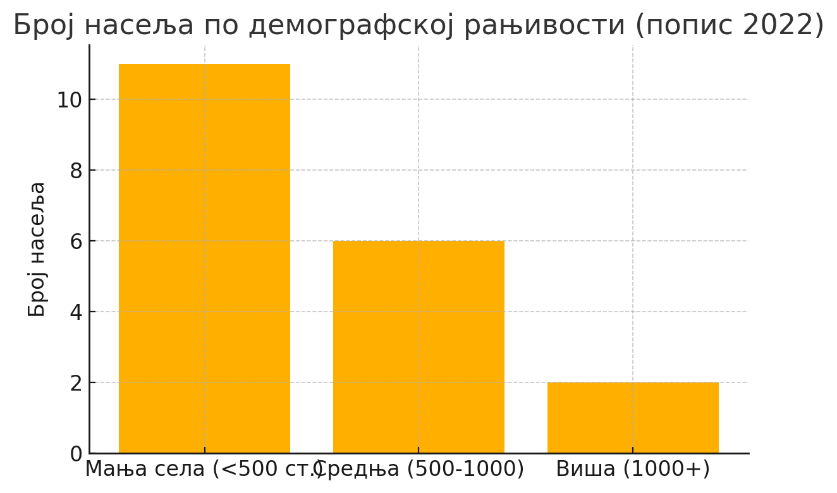 Број насеља по демографској рањивости (попис 2022)
Број насеља
10
8
6
4
2
0
Мања села (<500 ст.)
Средња (500-1000)
Виша (1000+)